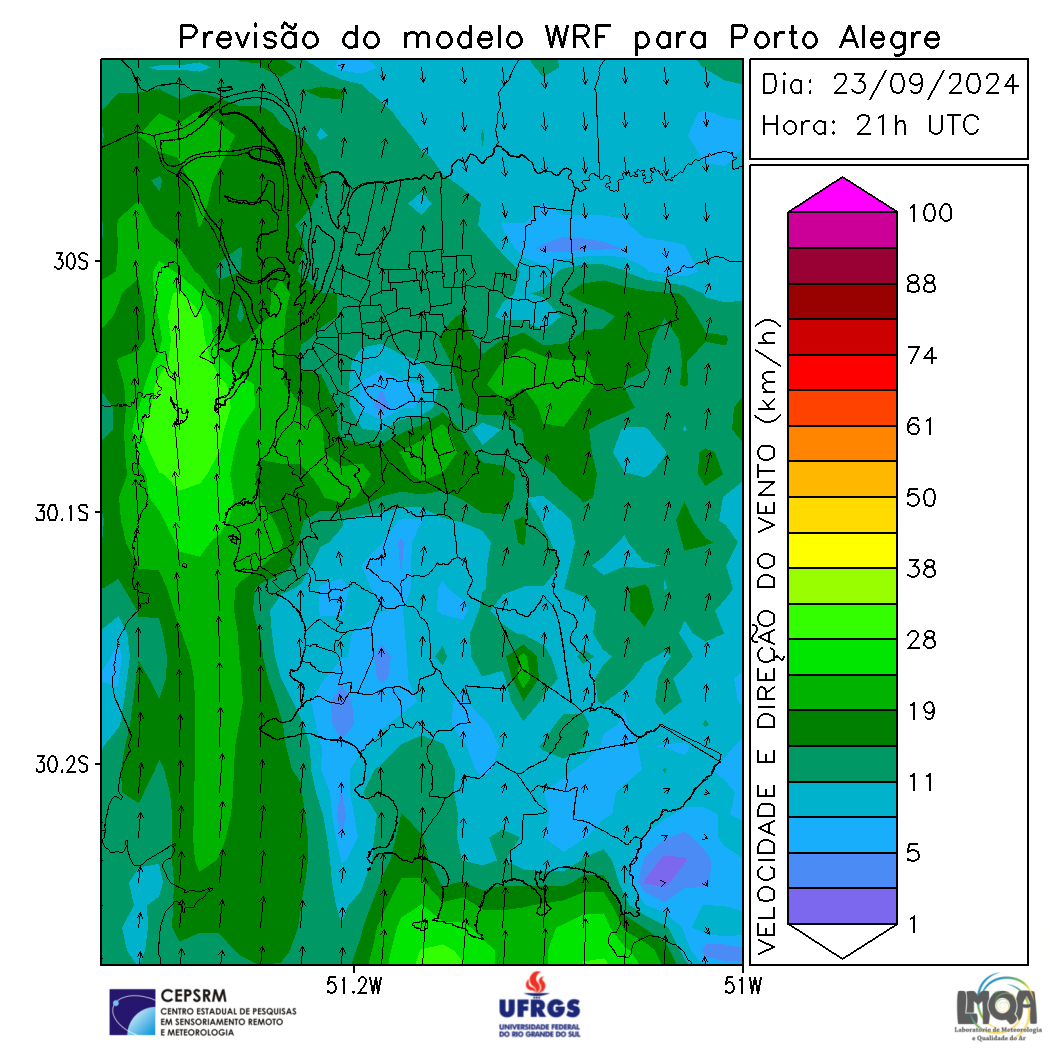 Previsão do modelo WRF para Porto Alegre
Dia: 23/09/2024
Hora: 21h UTC
30S
30.1S
30.2S
51.2W
51W
VELOCIDADE E DIREÇÃO DO VENTO (km/h)
100
88
74
61
50
38
28
19
11
5
1
CEPSRM
CENTRO ESTADUAL DE PESQUISAS
EM SENSORIAMENTO REMOTO
E METEOROLOGIA
UFRGS
UNIVERSIDADE FEDERAL
DO RIO GRANDE DO SUL
LMQA
Laboratório de Meteorologia
e Qualidade do Ar